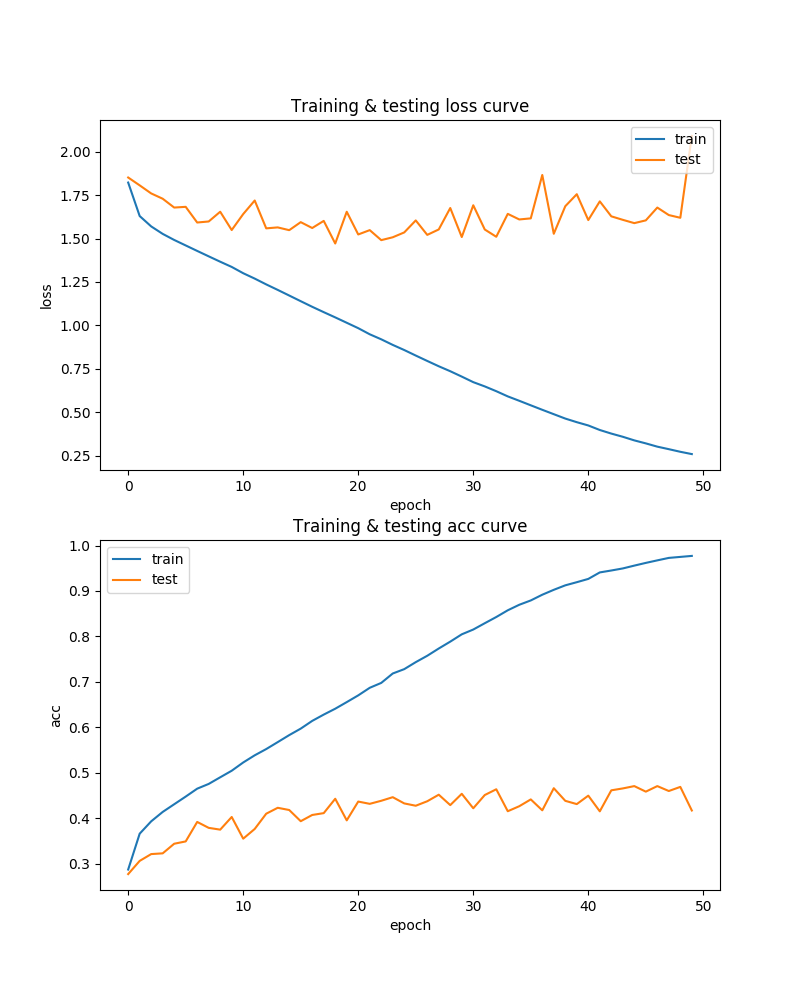 Training & testing loss curve
train
test
2.00
1.75
1.50
1.25
1.00
0.75
0.50
0.25
loss
0 10 20 30 40 50
epoch
Training & testing acc curve
train
test
1.0
0.9
0.8
0.7
0.6
0.5
0.4
0.3
acc
0 10 20 30 40 50
epoch